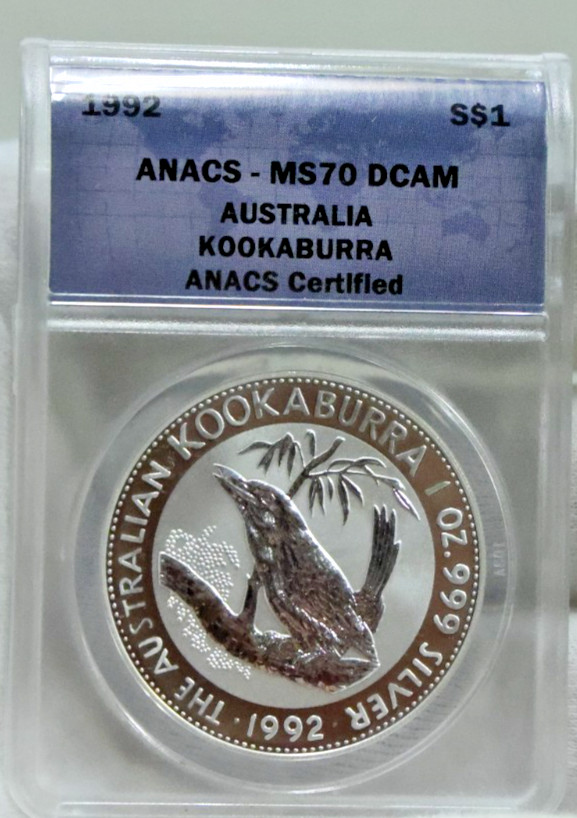 1992 S$1
ANACS - MS70 DCAM
AUSTRALIA
KOOKABURRA
ANACS Certified
THE AUSTRALIAN KOOKABURRA 1 OZ. 999 SILVER
· 1992 ·